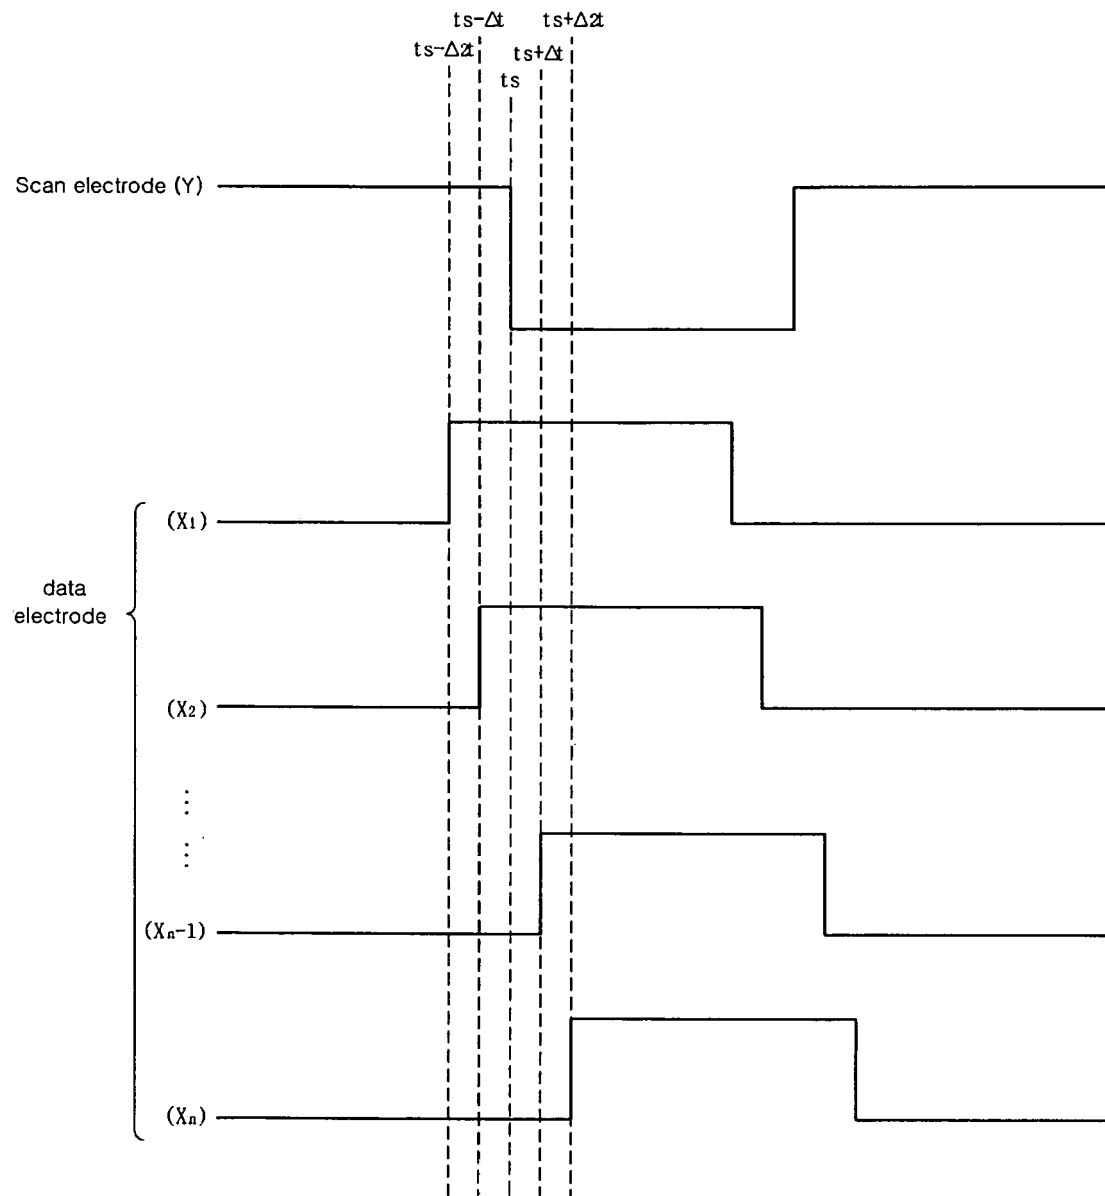 ts-Δt ts+Δ2t
ts-Δ2t ts+Δt
ts
Scan electrode (Y)
(X1)
data
electrode
(X2)
(Xn-1)
(Xn)